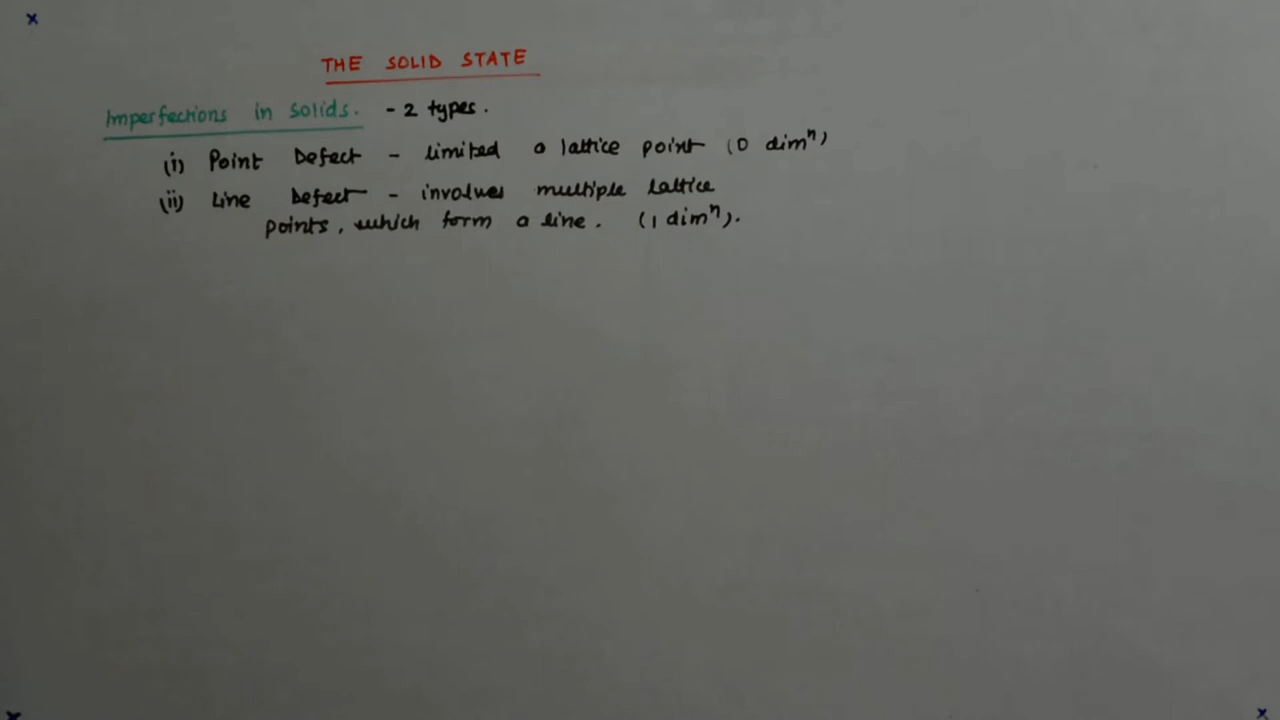 THE SOLID STATE
Imperfections in solids. - 2 types.
(i) Point Defect - limited a lattice point (0 dimⁿ)
(ii) Line Defect - involves multiple lattice
points, which form a line. (1 dimⁿ).